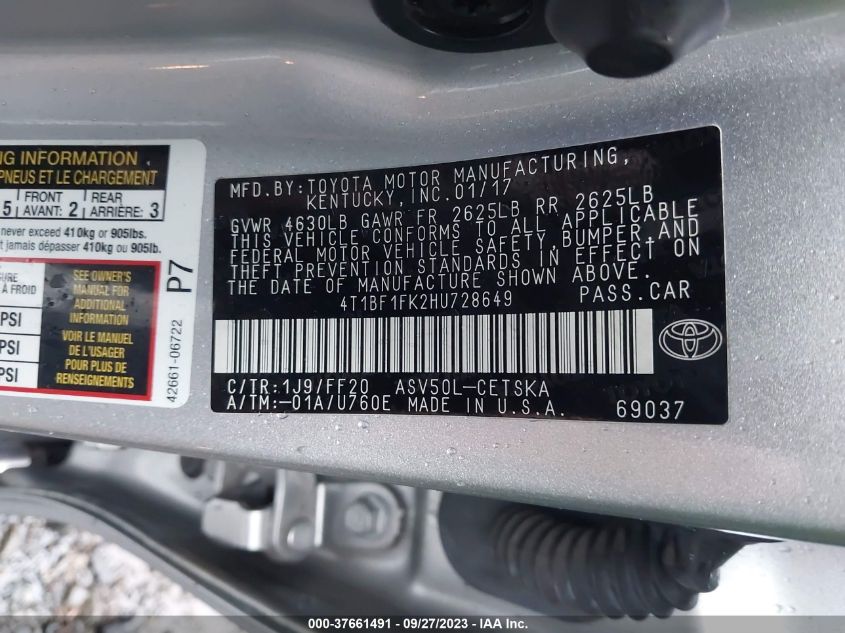 NG INFORMATION
PNEUS ET LE CHARGEMENT
5 FRONT AVANT: 2 REAR ARRIÈRE: 3
never exceed 410kg or 905lbs.
t jamais dépasser 410kg ou 905lb.
SURE
À FROID
PSI
PSI
PSI
SEE OWNER'S
MANUAL FOR
ADDITIONAL
INFORMATION
VOIR LE MANUEL
DE L'USAGER
POUR PLUS DE
RENSEIGNEMENTS
P7
42661-06722
MFD.BY:TOYOTA MOTOR MANUFACTURING,
KENTUCKY,INC.01/17
GVWR 4630LB GAWR FR 2625LB RR 2625LB
THIS VEHICLE CONFORMS TO ALL APPLICABLE
FEDERAL MOTOR VEHICLE SAFETY,BUMPER,AND
THEFT PREVENTION STANDARDS IN EFFECT ON
THE DATE OF MANUFACTURE SHOWN ABOVE.
4T1BF1FK2HU728649 PASS.CAR
C/TR:1J9/FF20 ASV50L-CETSKA
A/TM:-01A/U760E MADE IN U.S.A. 69037
000-37661491 - 09/27/2023 - IAA Inc.